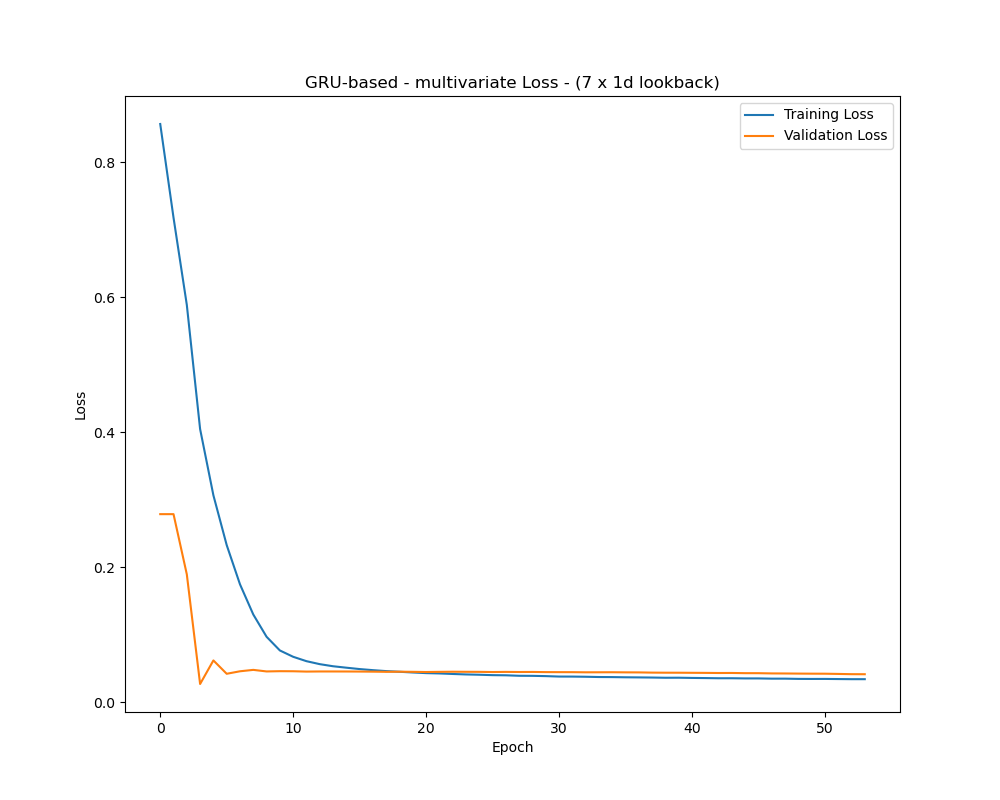 GRU-based - multivariate Loss - (7 x 1d lookback)
Training Loss
Validation Loss
0.8
0.6
0.4
0.2
0.0
Loss
0 10 20 30 40 50
Epoch